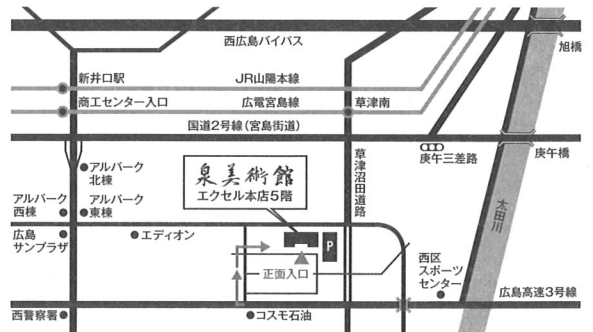 西広島バイパス
旭橋
新井口駅
JR山陽本線
商工センター入口
広電宮島線
草津南
国道2号線(宮島街道)
庚午三差路
庚午橋
アルパーク
北棟
泉美術館
エクセル本店5階
草津沼田道路
アルパーク
西棟
アルパーク
東棟
太田川
広島
サンプラザ
エディオン
P
正面入口
西区
スポーツ
センター
広島高速3号線
西警察署
コスモ石油